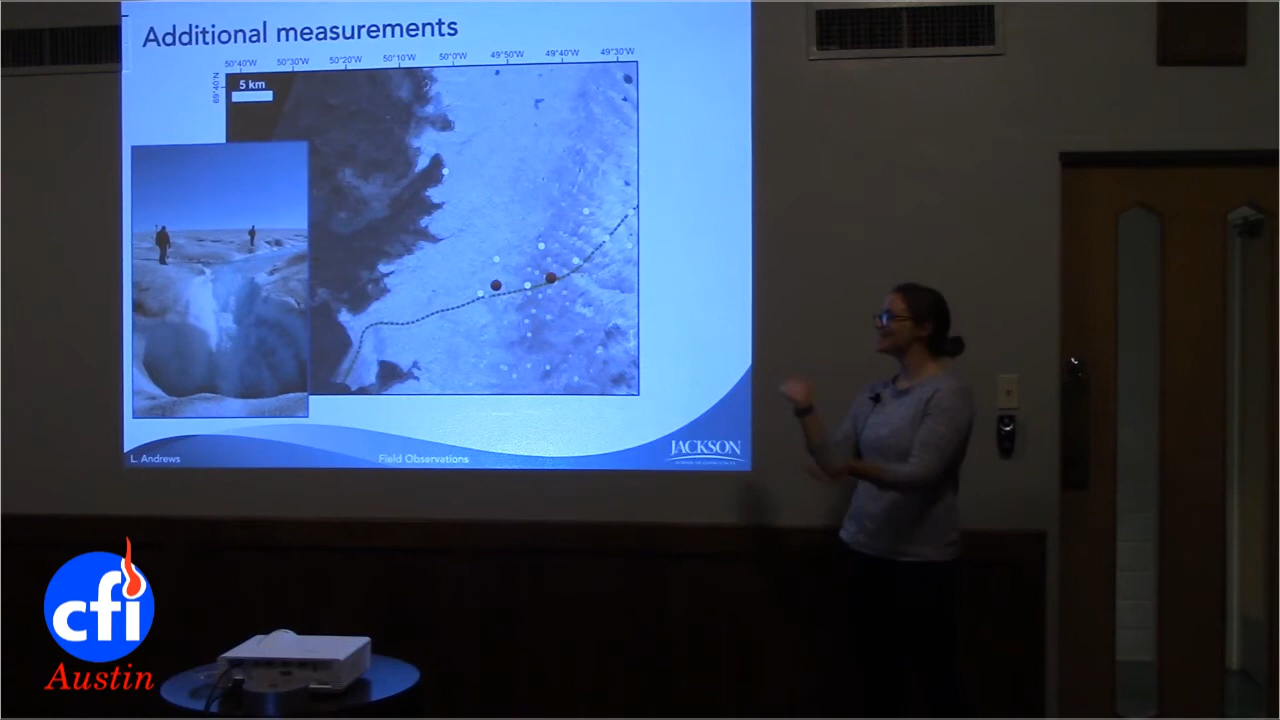 Additional measurements
50°40'W 50°30'W 50°20'W 50°10'W 50°0'W 49°50'W 49°40'W 49°30'W
69°40'N
5 km
L. Andrews
Field Observations
JACKSON
cfi
Austin